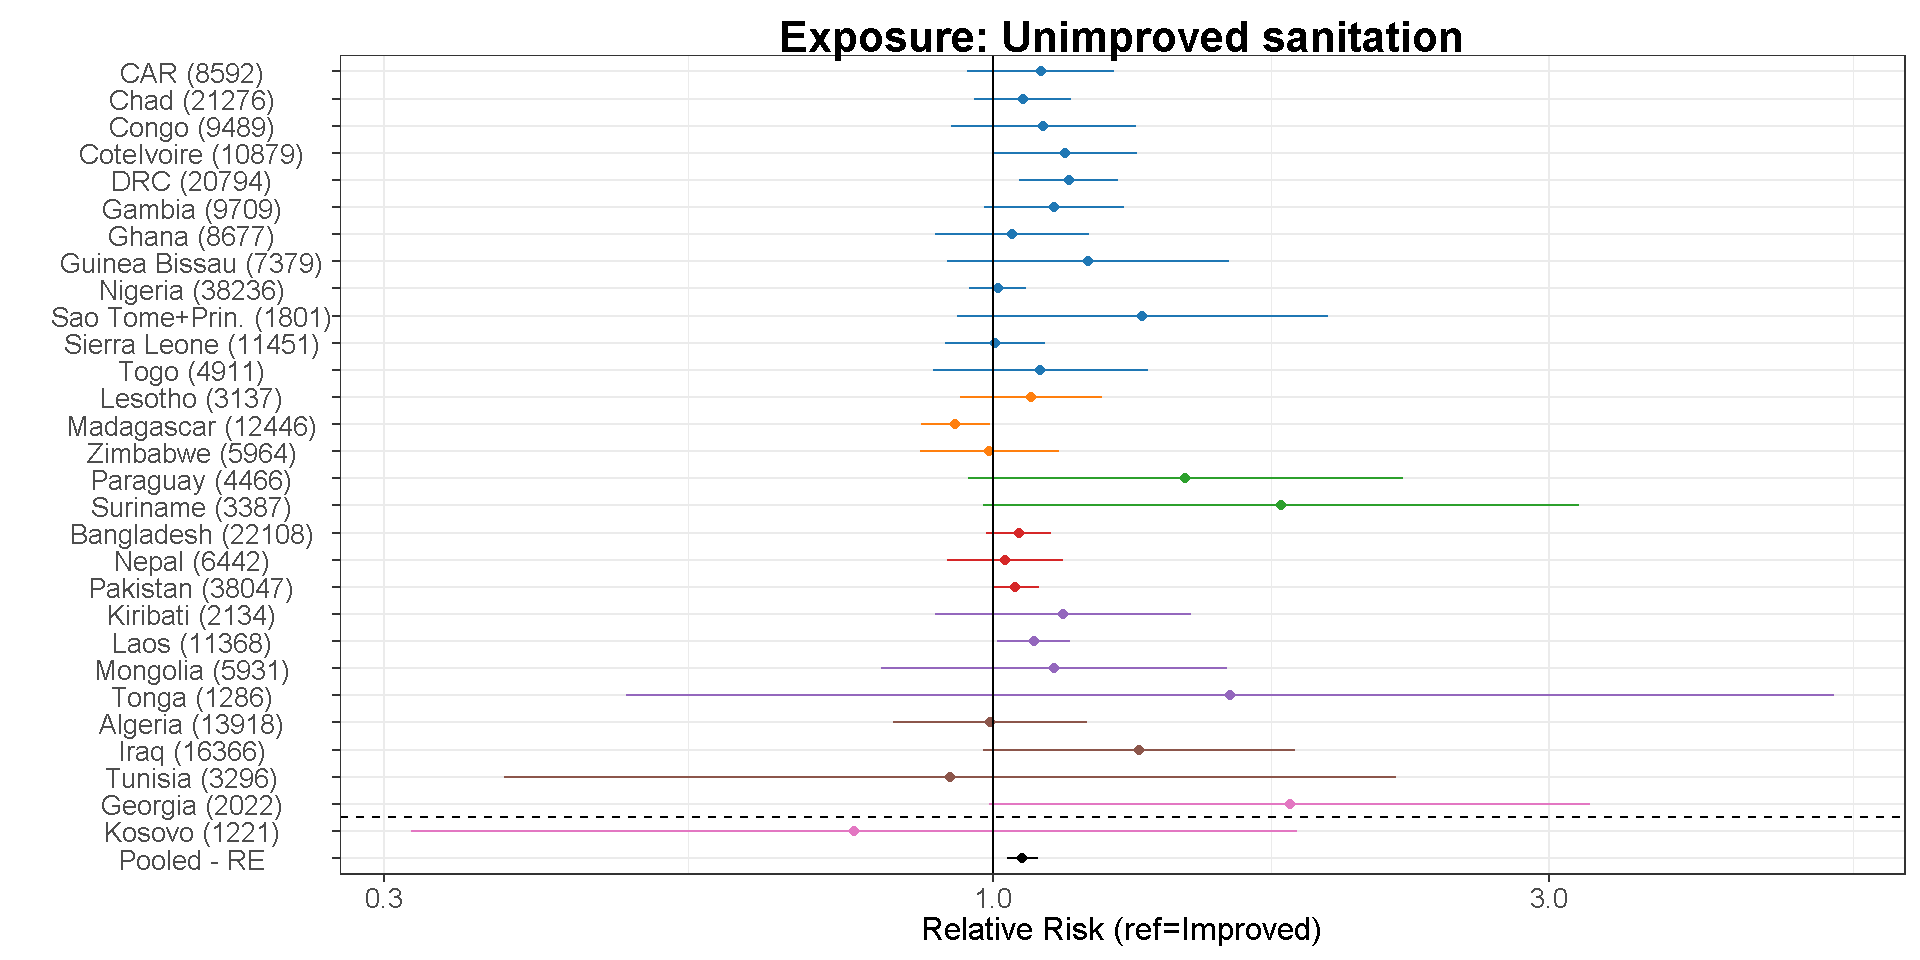 Exposure: Unimproved sanitation
CAR (8592)
Chad (21276)
Congo (9489)
CoteIvoire (10879)
DRC (20794)
Gambia (9709)
Ghana (8677)
Guinea Bissau (7379)
Nigeria (38236)
Sao Tome+Prin. (1801)
Sierra Leone (11451)
Togo (4911)
Lesotho (3137)
Madagascar (12446)
Zimbabwe (5964)
Paraguay (4466)
Suriname (3387)
Bangladesh (22108)
Nepal (6442)
Pakistan (38047)
Kiribati (2134)
Laos (11368)
Mongolia (5931)
Tonga (1286)
Algeria (13918)
Iraq (16366)
Tunisia (3296)
Georgia (2022)
Kosovo (1221)
Pooled - RE
0.3 1.0 3.0
Relative Risk (ref=Improved)